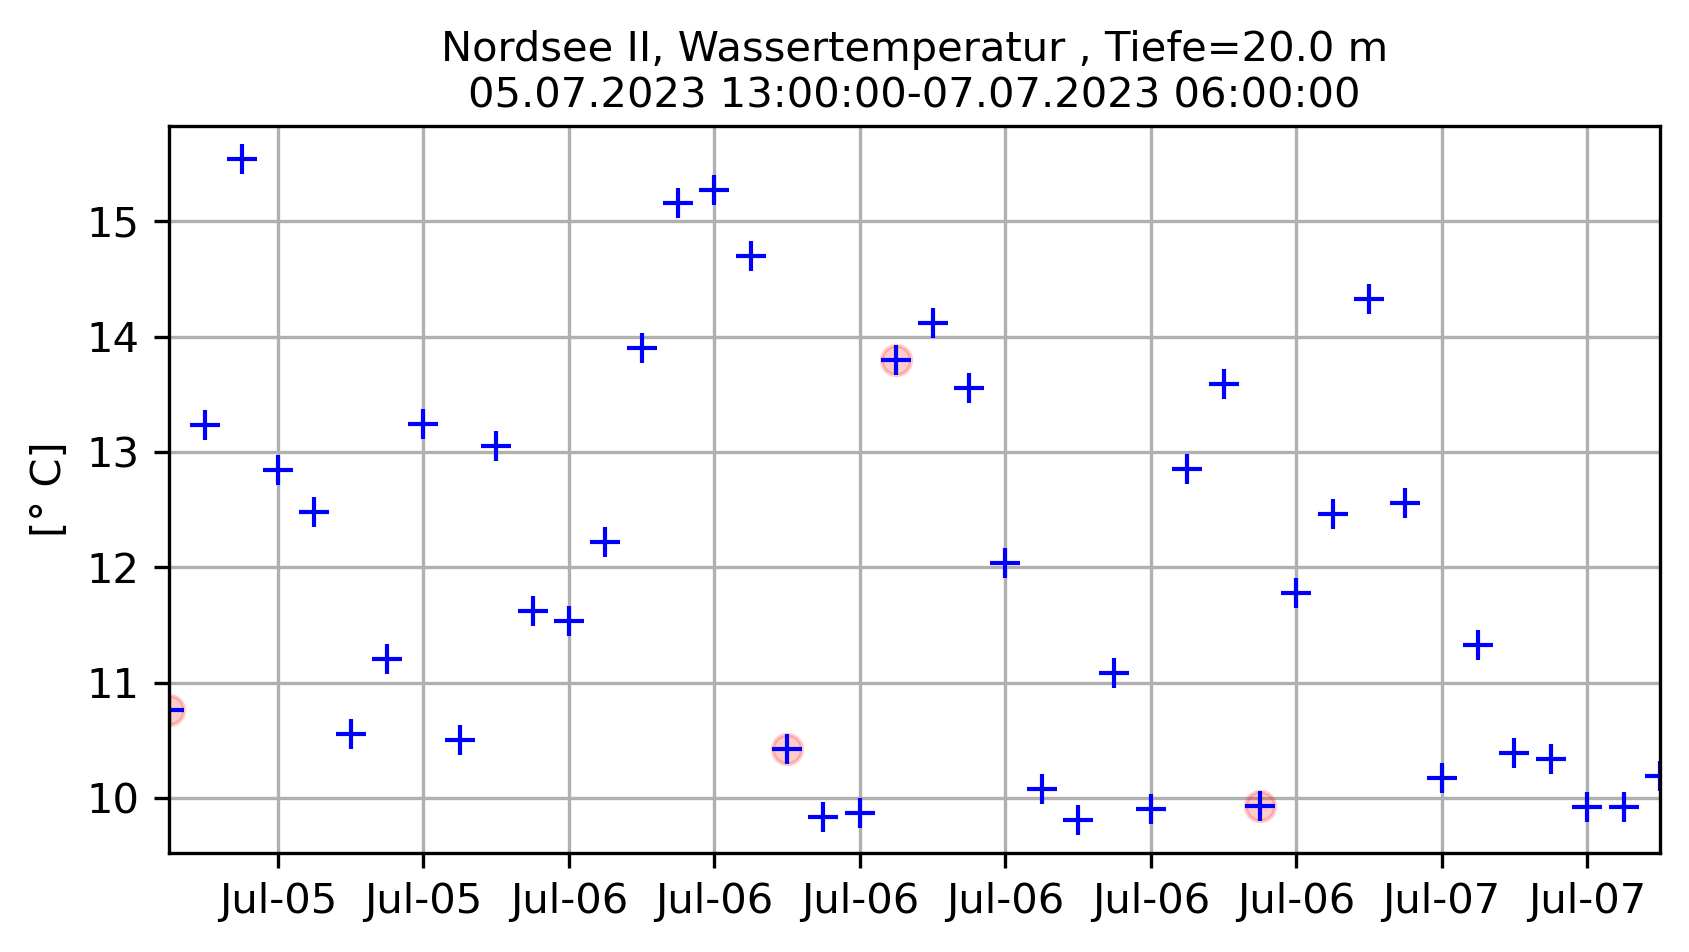 Nordsee II, Wassertemperatur , Tiefe=20.0 m
05.07.2023 13:00:00-07.07.2023 06:00:00
[° C]
15
14
13
12
11
10
Jul-05 Jul-05 Jul-06 Jul-06 Jul-06 Jul-06 Jul-06 Jul-06 Jul-07 Jul-07